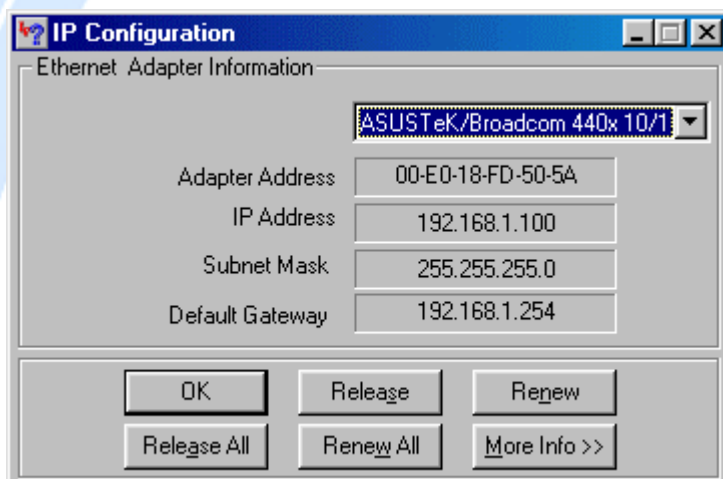 IP Configuration
Ethernet Adapter Information
ASUSTeK/Broadcom 440x 10/1
Adapter Address 00-E0-18-FD-50-5A
IP Address 192.168.1.100
Subnet Mask 255.255.255.0
Default Gateway 192.168.1.254
OK Release Renew
Release All Renew All More Info >>